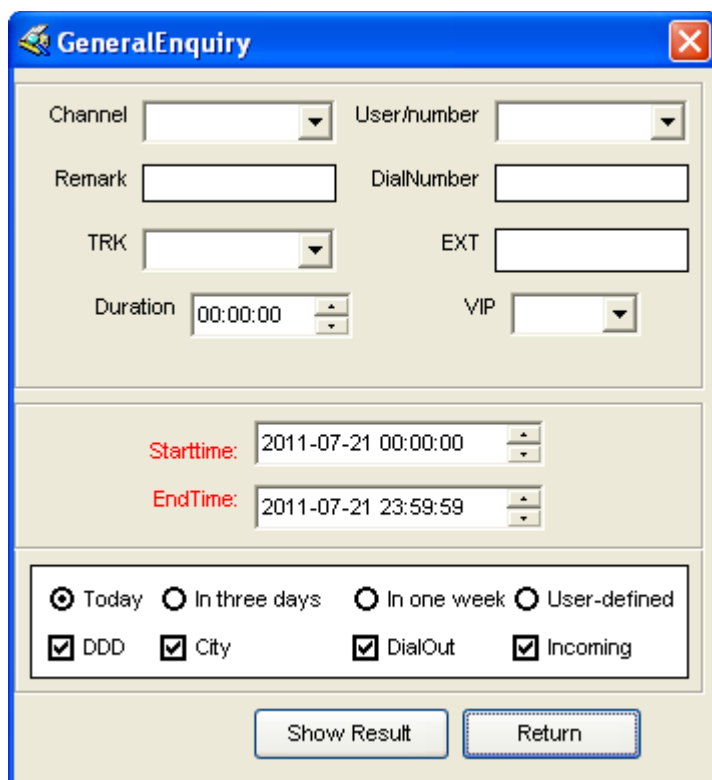 GeneralEnquiry
Channel User/number
Remark DialNumber
TRK EXT
Duration 00:00:00 VIP
Starttime: 2011-07-21 00:00:00
EndTime: 2011-07-21 23:59:59
Today In three days In one week User-defined
DDD City DialOut Incoming
Show Result Return